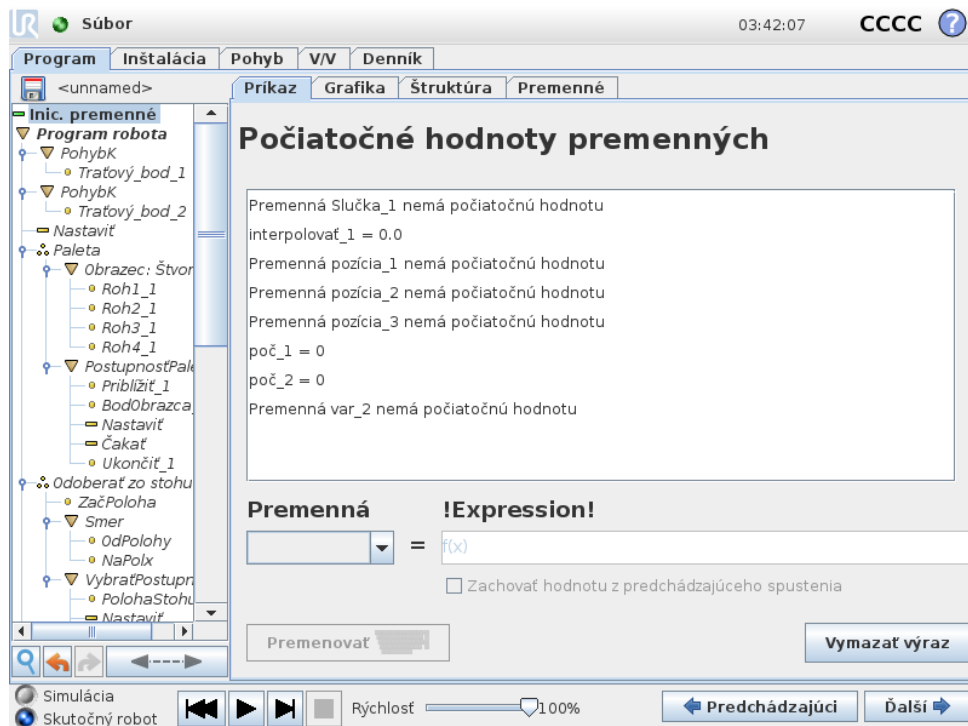 UR Súbor 03:42:07 CCCC ?
Program Inštalácia Pohyb V/V Denník
<unnamed> Príkaz Grafika Štruktúra Premenné
Inic. premenné
Program robota
PohybK
Traťový_bod_1
PohybK
Traťový_bod_2
Nastaviť
Paleta
Obrazec: Štvor
Roh1_1
Roh2_1
Roh3_1
Roh4_1
PostupnosťPale
Priblížiť_1
BodObrazca_
Nastaviť
Čakať
Ukončiť_1
Odoberať zo stohu
ZačPoloha
Smer
OdPolohy
NaPolx
VybraťPostupn
PolohaStohu
Nastaviť
Počiatočné hodnoty premenných
Premenná Slučka_1 nemá počiatočnú hodnotu
interpolovať_1 = 0.0
Premenná pozícia_1 nemá počiatočnú hodnotu
Premenná pozícia_2 nemá počiatočnú hodnotu
Premenná pozícia_3 nemá počiatočnú hodnotu
poč_1 = 0
poč_2 = 0
Premenná var_2 nemá počiatočnú hodnotu
Premenná !Expression!
= f(x)
Zachovať hodnotu z predchádzajúceho spustenia
Premenovať Vymazať výraz
Simulácia
Skutočný robot
Rýchlosť 100% Predchádzajúci Ďalší